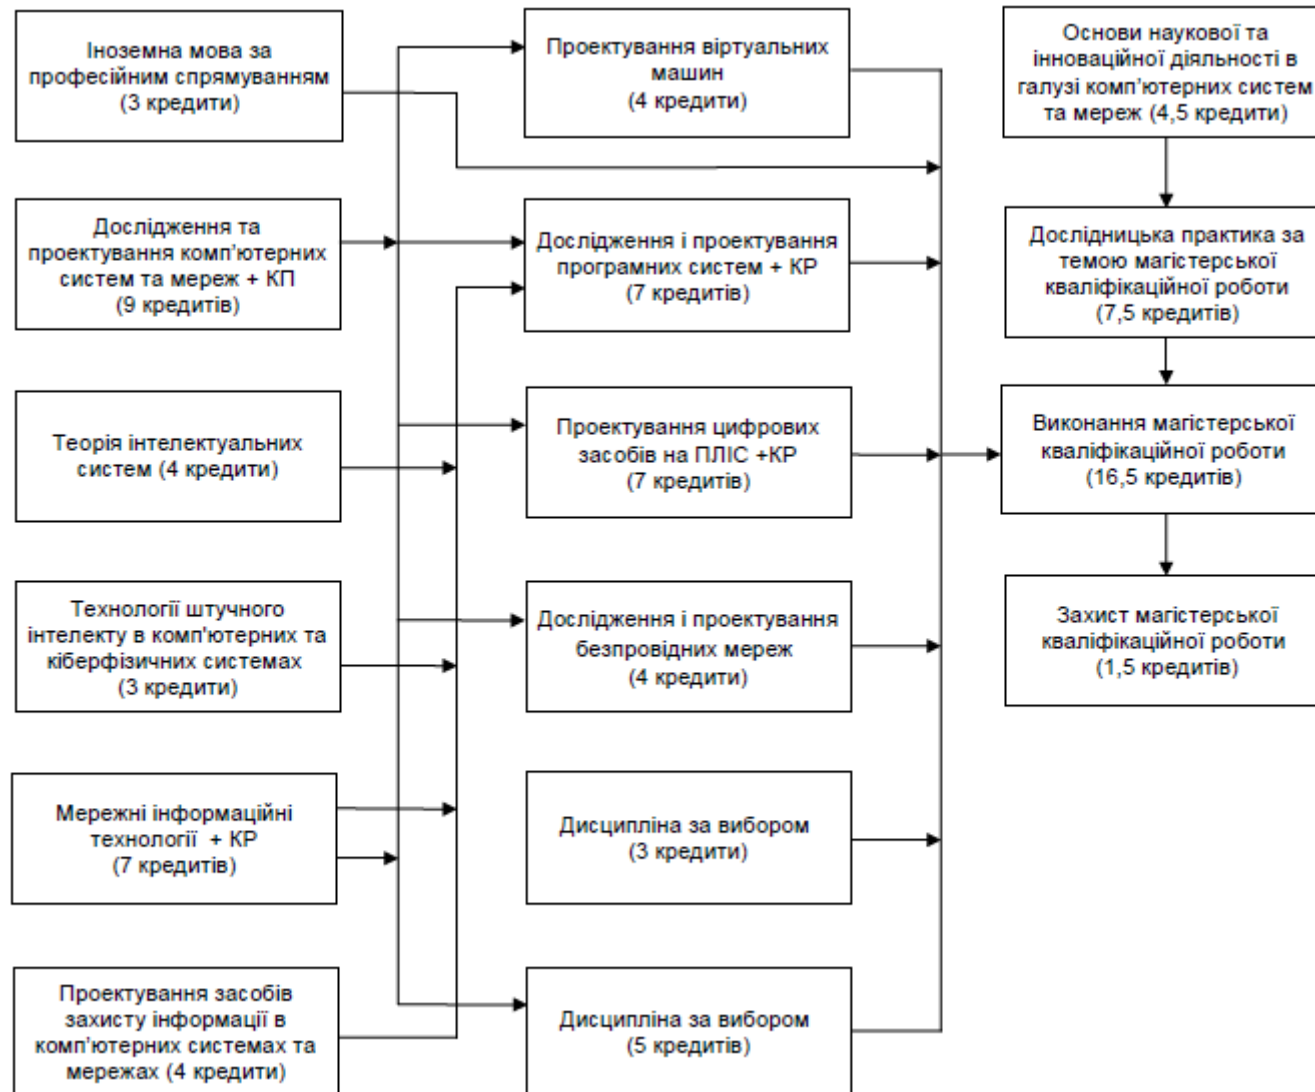 Іноземна мова за
професійним спрямуванням
(3 кредити)
Дослідження та
проектування комп'ютерних
систем та мереж + КП
(9 кредитів)
Теорія інтелектуальних
систем (4 кредити)
Технології штучного
інтелекту в комп'ютерних та
кіберфізичних системах
(3 кредити)
Мережні інформаційні
технології + КР
(7 кредитів)
Проектування засобів
захисту інформації в
комп'ютерних системах та
мережах (4 кредити)
Проектування віртуальних
машин
(4 кредити)
Дослідження і проектування
програмних систем + КР
(7 кредитів)
Проектування цифрових
засобів на ПЛІС +КР
(7 кредитів)
Дослідження і проектування
безпровідних мереж
(4 кредити)
Дисципліна за вибором
(3 кредити)
Дисципліна за вибором
(5 кредитів)
Основи наукової та
інноваційної діяльності в
галузі комп'ютерних систем
та мереж (4,5 кредити)
Дослідницька практика за
темою магістерської
кваліфікаційної роботи
(7,5 кредитів)
Виконання магістерської
кваліфікаційної роботи
(16,5 кредитів)
Захист магістерської
кваліфікаційної роботи
(1,5 кредитів)